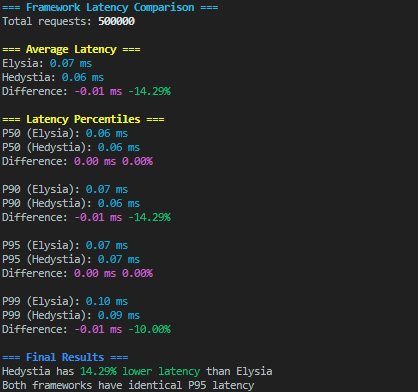 === Framework Latency Comparison ===
Total requests: 500000
=== Average Latency ===
Elysia: 0.07 ms
Hedystia: 0.06 ms
Difference: -0.01 ms -14.29%
=== Latency Percentiles ===
P50 (Elysia): 0.06 ms
P50 (Hedystia): 0.06 ms
Difference: 0.00 ms 0.00%
P90 (Elysia): 0.07 ms
P90 (Hedystia): 0.06 ms
Difference: -0.01 ms -14.29%
P95 (Elysia): 0.07 ms
P95 (Hedystia): 0.07 ms
Difference: 0.00 ms 0.00%
P99 (Elysia): 0.10 ms
P99 (Hedystia): 0.09 ms
Difference: -0.01 ms -10.00%
=== Final Results ===
Hedystia has 14.29% lower latency than Elysia
Both frameworks have identical P95 latency